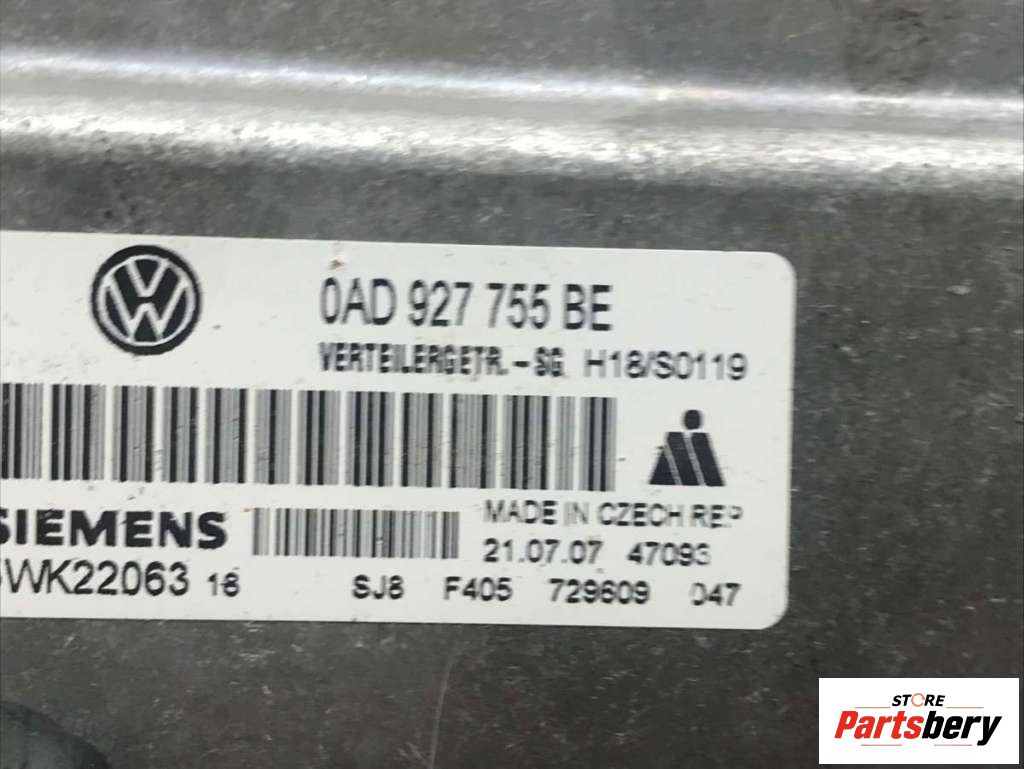 0AD 927 755 BE
VERTEILERGETR.-SG H18/S0119
SIEMENS
MADE IN CZECH REP
21.07.07 47093
WK22063 18
SJ8 F405 729609 047
STORE
Partsbery